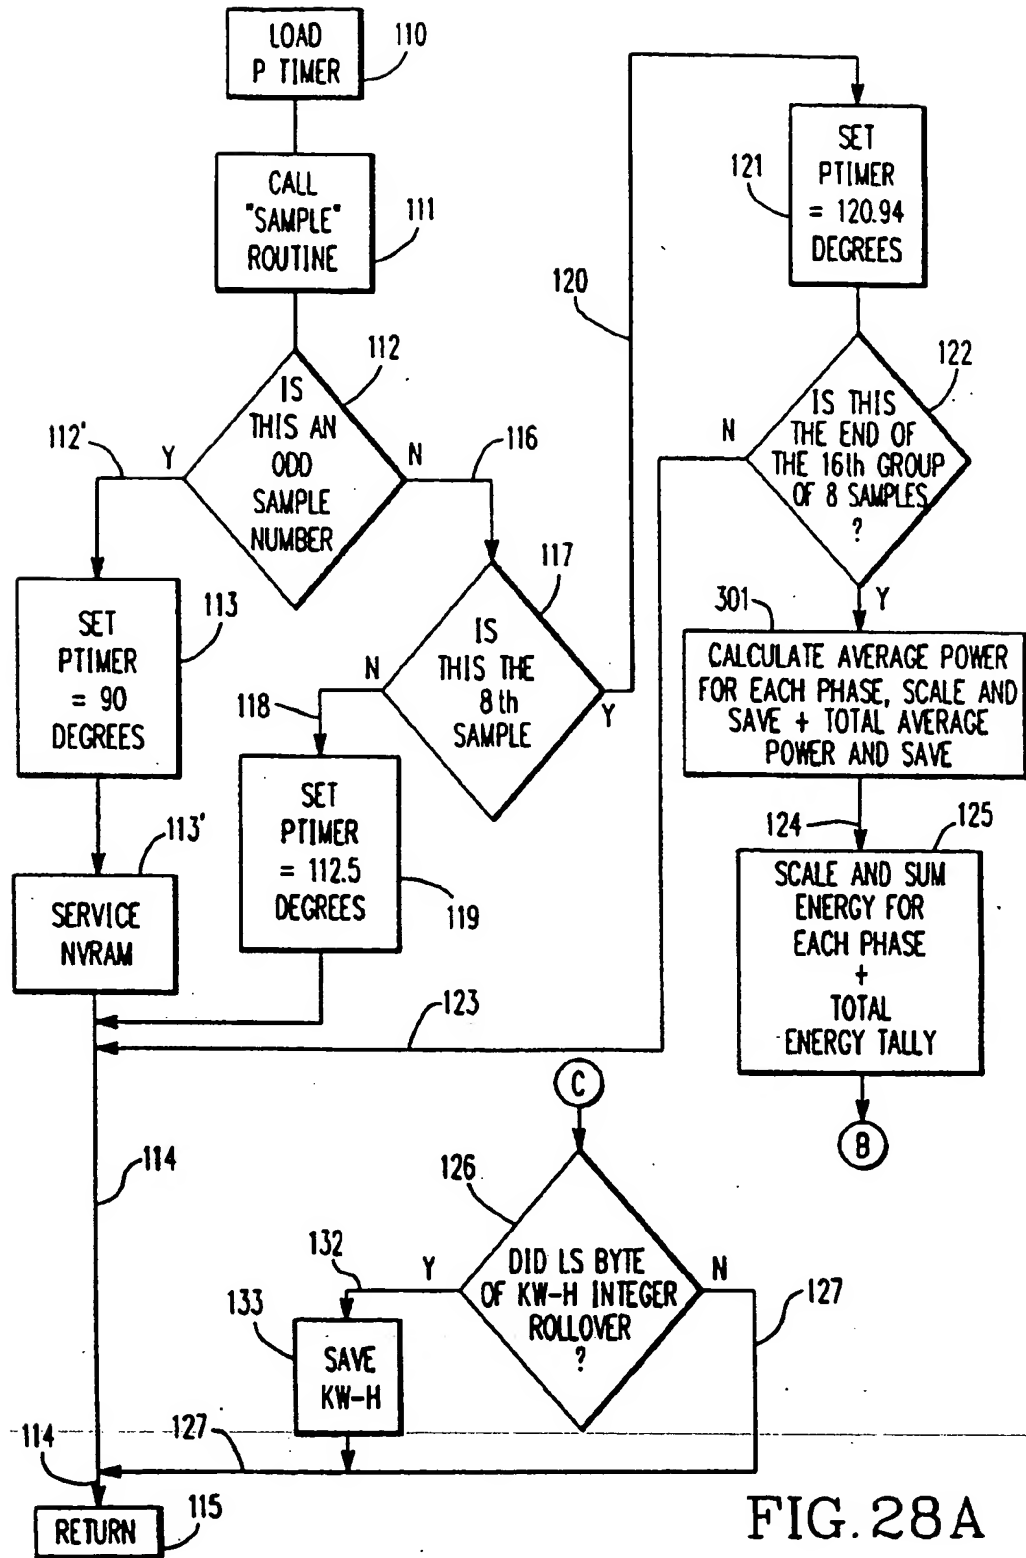 LOAD
P TIMER
110
CALL
"SAMPLE"
ROUTINE
111
IS
THIS AN
ODD
SAMPLE
NUMBER
112
112'
Y
N
116
SET
PTIMER
= 90
DEGREES
113
SERVICE
NVRAM
113'
IS
THIS THE
8th
SAMPLE
117
N
Y
118
SET
PTIMER
= 112.5
DEGREES
119
120
SET
PTIMER
= 120.94
DEGREES
121
IS THIS
THE END OF
THE 16th GROUP
OF 8 SAMPLES
?
122
N
Y
123
301
CALCULATE AVERAGE POWER
FOR EACH PHASE, SCALE AND
SAVE + TOTAL AVERAGE
POWER AND SAVE
124
125
SCALE AND SUM
ENERGY FOR
EACH PHASE
+
TOTAL
ENERGY TALLY
B
C
126
DID LS BYTE
OF KW-H INTEGER
ROLLOVER
?
Y
N
132
127
133
SAVE
KW-H
127
114
114
RETURN
115
FIG.28A